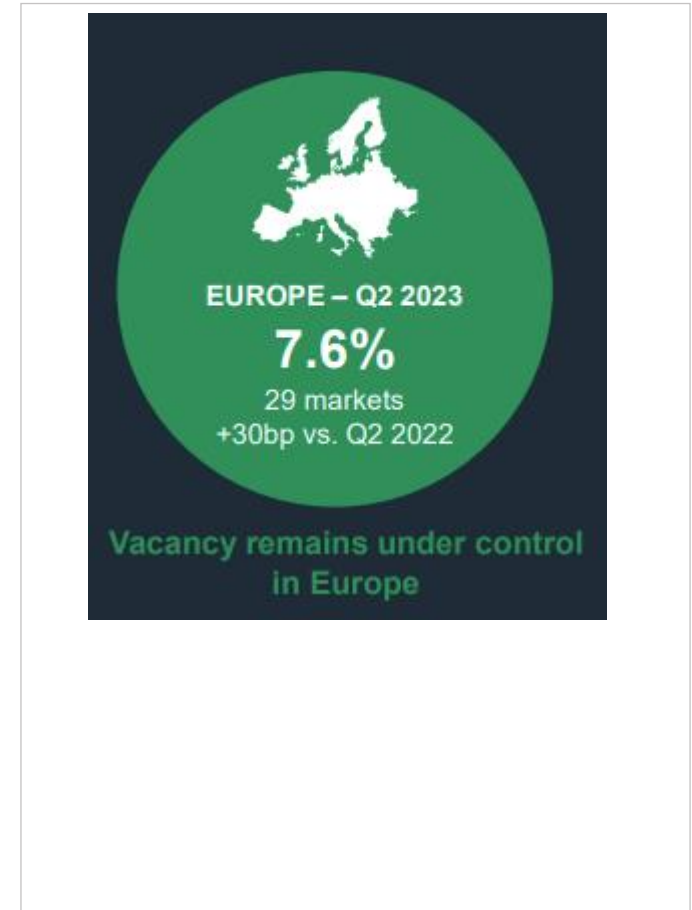 EUROPE – Q2 2023
7.6%
29 markets
+30bp vs. Q2 2022
Vacancy remains under control
in Europe